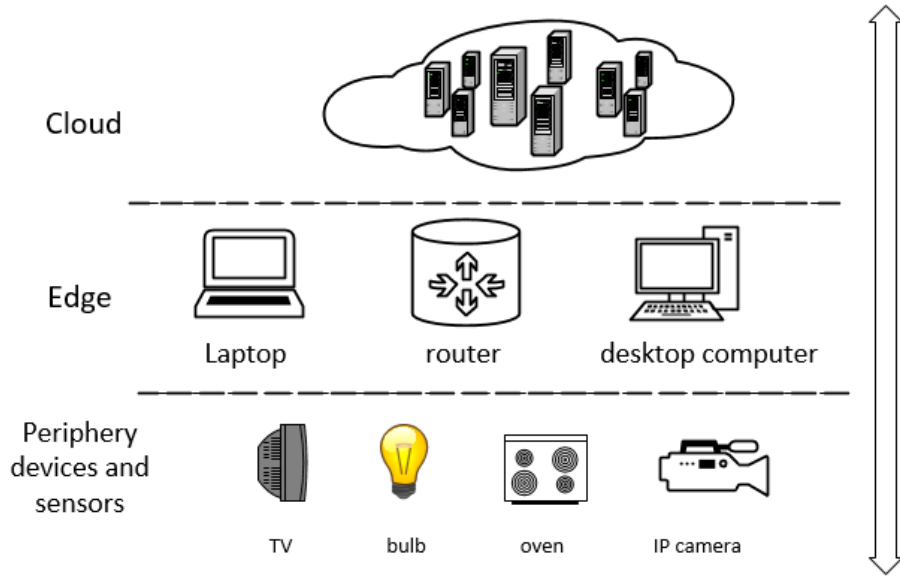 Cloud
Edge
Laptop
router
desktop computer
Periphery
devices and
sensors
TV
bulb
oven
IP camera